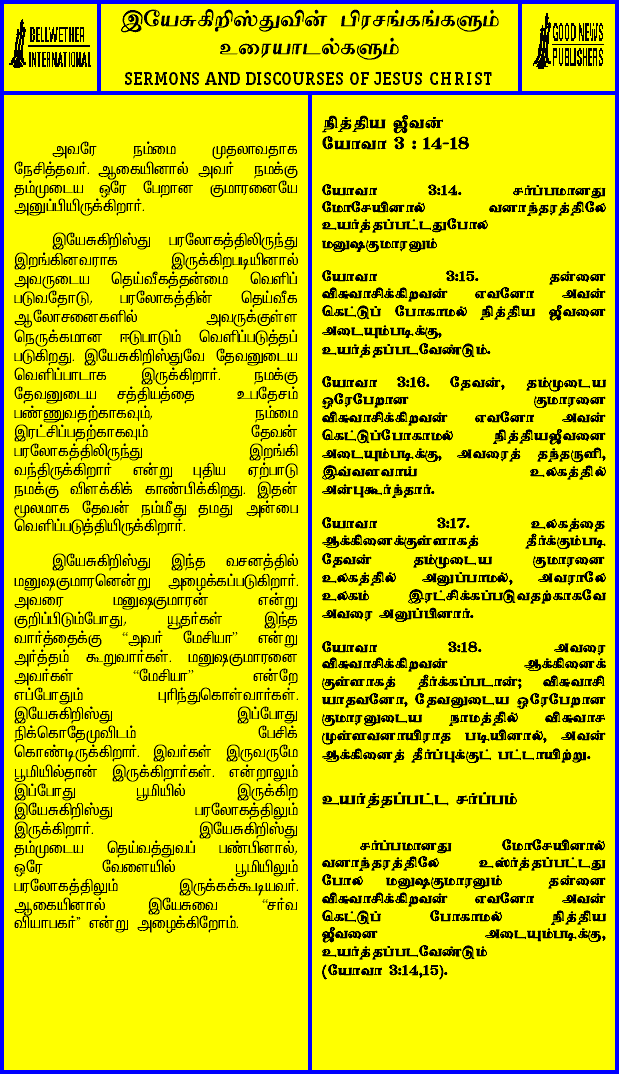 BELLWETHER
INTERNATIONAL
இயேசுகிறிஸ்துவின் பிரசங்கங்களும்
உரையாடல்களும்
SERMONS AND DISCOURSES OF JESUS CHRIST
GOOD NEWS
PUBLISHERS
அவரே நம்மை முதலாவதாக
நேசித்தவர். ஆகையினால் அவர் நமக்கு
தம்முடைய ஒரே பேறான குமாரனையே
அனுப்பியிருக்கிறார்.
இயேசுகிறிஸ்து பரலோகத்திலிருந்து
இறங்கினவராக இருக்கிறபடியினால்
அவருடைய தெய்வீகத்தன்மை வெளிப்
படுவதோடு, பரலோகத்தின் தெய்வீக
ஆலோசனைகளில் அவருக்குள்ள
நெருக்கமான ஈடுபாடும் வெளிப்படுத்தப்
படுகிறது. இயேசுகிறிஸ்துவே தேவனுடைய
வெளிப்பாடாக இருக்கிறார். நமக்கு
தேவனுடைய சத்தியத்தை உபதேசம்
பண்ணுவதற்காகவும், நம்மை
இரட்சிப்பதற்காகவும் தேவன்
பரலோகத்திலிருந்து இறங்கி
வந்திருக்கிறார் என்று புதிய ஏற்பாடு
நமக்கு விளக்கிக் காண்பிக்கிறது. இதன்
மூலமாக தேவன் நம்மீது தமது அன்பை
வெளிப்படுத்தியிருக்கிறார்.
இயேசுகிறிஸ்து இந்த வசனத்தில்
மனுஷகுமாரனென்று அழைக்கப்படுகிறார்.
அவரை மனுஷகுமாரன் என்று
குறிப்பிடும்போது, யூதர்கள் இந்த
வார்த்தைக்கு “அவர் மேசியா” என்று
அர்த்தம் கூறுவார்கள். மனுஷகுமாரனை
அவர்கள் “மேசியா” என்றே
எப்போதும் புரிந்துகொள்வார்கள்.
இயேசுகிறிஸ்து இப்போது
நிக்கொதேமுவிடம் பேசிக்
கொண்டிருக்கிறார். இவர்கள் இருவருமே
பூமியில்தான் இருக்கிறார்கள். என்றாலும்
இப்போது பூமியில் இருக்கிற
இயேசுகிறிஸ்து பரலோகத்திலும்
இருக்கிறார். இயேசுகிறிஸ்து
தம்முடைய தெய்வத்துவப் பண்பினால்,
ஒரே வேளையில் பூமியிலும்
பரலோகத்திலும் இருக்கக்கூடியவர்.
ஆகையினால் இயேசுவை “சர்வ
வியாபகர்” என்று அழைக்கிறோம்.
நித்திய ஜீவன்
யோவா 3 : 14-18
யோவா 3:14. சர்ப்பமானது
மோசேயினால் வனாந்தரத்திலே
உயர்த்தப்பட்டதுபோல்
மனுஷகுமாரனும்
யோவா 3:15. தன்னை
விசுவாசிக்கிறவன் எவனோ அவன்
கெட்டுப் போகாமல் நித்திய ஜீவனை
அடையும்படிக்கு,
உயர்த்தப்படவேண்டும்.
யோவா 3:16. தேவன், தம்முடைய
ஒரேபேறான குமாரனை
விசுவாசிக்கிறவன் எவனோ அவன்
கெட்டுப்போகாமல் நித்தியஜீவனை
அடையும்படிக்கு, அவரைத் தந்தருளி,
இவ்வளவாய் உலகத்தில்
அன்புகூர்ந்தார்.
யோவா 3:17. உலகத்தை
ஆக்கினைக்குள்ளாகத் தீர்க்கும்படி
தேவன் தம்முடைய குமாரனை
உலகத்தில் அனுப்பாமல், அவராலே
உலகம் இரட்சிக்கப்படுவதற்காகவே
அவரை அனுப்பினார்.
யோவா 3:18. அவரை
விசுவாசிக்கிறவன் ஆக்கினைக்
குள்ளாகத் தீர்க்கப்படான்; விசுவாசி
யாதவனோ, தேவனுடைய ஒரேபேறான
குமாரனுடைய நாமத்தில் விசுவாச
முள்ளவனாயிராத படியினால், அவன்
ஆக்கினைத் தீர்ப்புக்குட் பட்டாயிற்று.
உயர்த்தப்பட்ட சர்ப்பம்
சர்ப்பமானது மோசேயினால்
வனாந்தரத்திலே உஸ்ர்த்தப்பட்டது
போல் மனுஷகுமாரனும் தன்னை
விசுவாசிக்கிறவன் எவனோ அவன்
கெட்டுப் போகாமல் நித்திய
ஜீவனை அடையும்படிக்கு,
உயர்த்தப்படவேண்டும்
(யோவா 3:14,15).